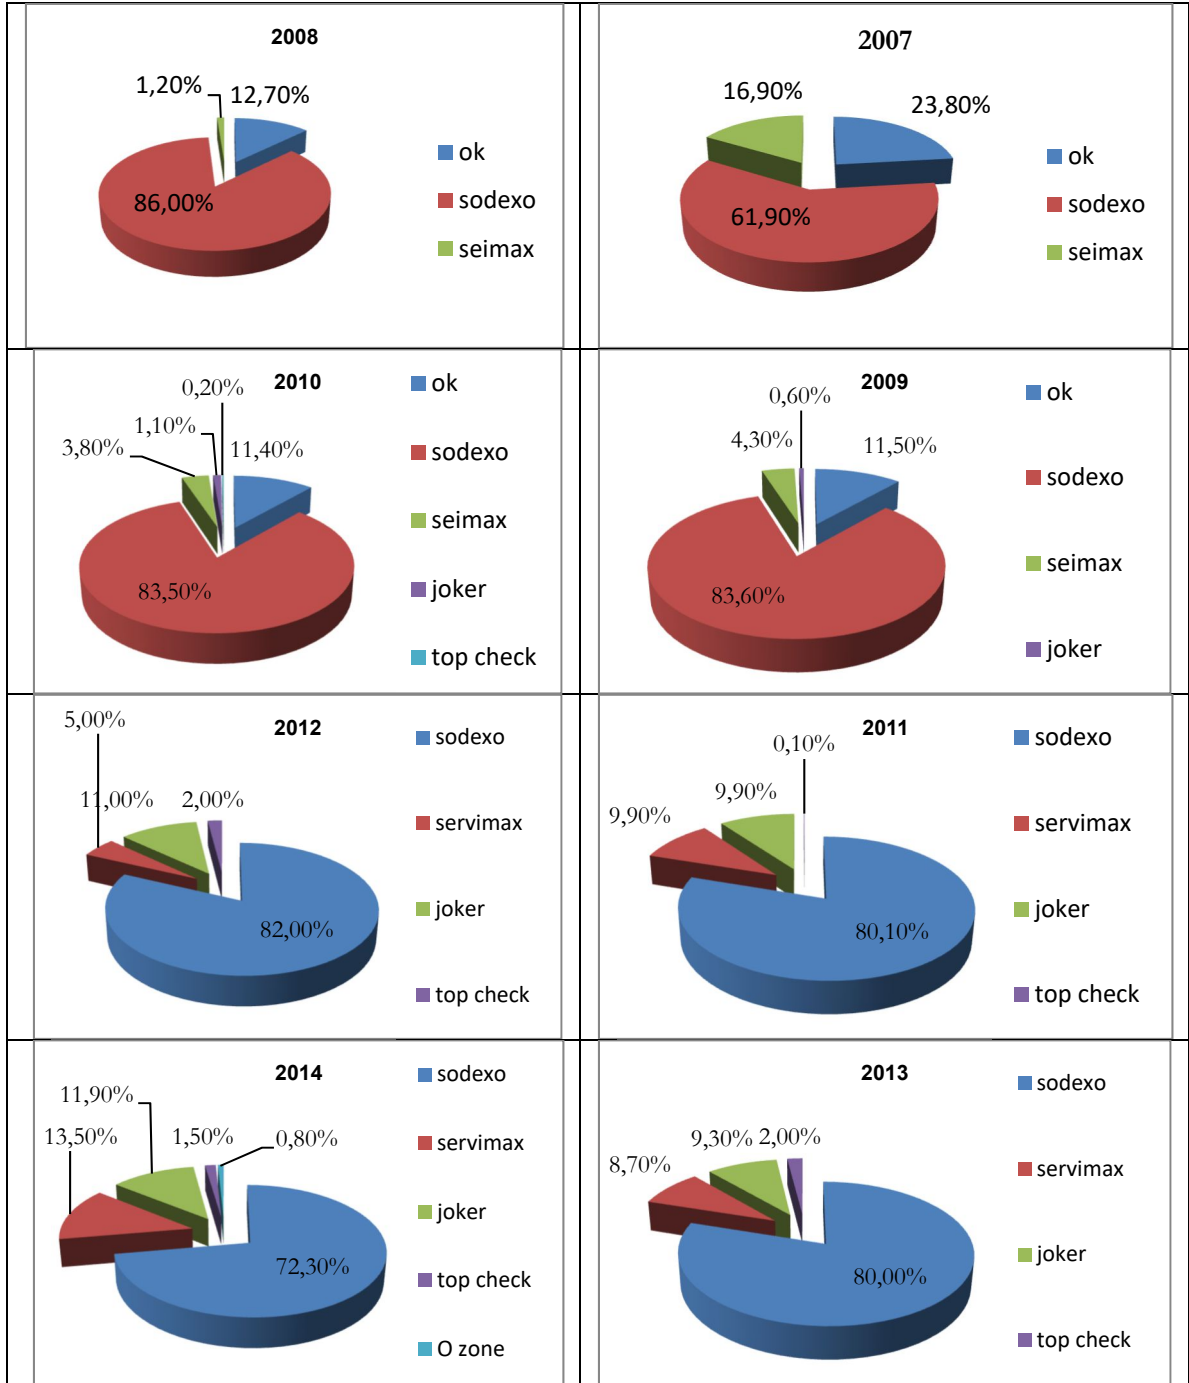 2008
1,20%
12,70%
86,00%
ok
sodexo
seimax
2007
16,90%
23,80%
61,90%
ok
sodexo
seimax
2010
0,20%
1,10%
3,80%
11,40%
83,50%
ok
sodexo
seimax
joker
top check
2009
0,60%
4,30%
11,50%
83,60%
ok
sodexo
seimax
joker
2012
5,00%
11,00%
2,00%
82,00%
sodexo
servimax
joker
top check
2011
0,10%
9,90%
9,90%
80,10%
sodexo
servimax
joker
top check
2014
11,90%
13,50%
1,50%
0,80%
72,30%
sodexo
servimax
joker
top check
O zone
2013
9,30%
2,00%
8,70%
80,00%
sodexo
servimax
joker
top check